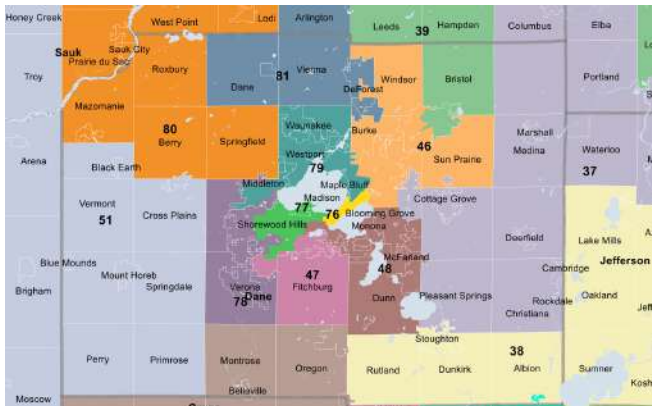 Honey Creek
West Point
Lodi
Arlington
Leeds
39
Hampden
Columbus
Elba
Sauk
Sauk City
Prairie du Sac
Troy
Roxbury
81
Vienna
Dane
Windsor
DeForest
Bristol
Portland
Mazomanie
80
Berry
Springfield
Waunakee
Burke
46
Sun Prairie
Marshall
Medina
Waterloo
37
Arena
Black Earth
Westport
79
Middleton
Maple Bluff
Madison
77
76
Vermont
51
Cross Plains
Shorewood Hills
Blooming Grove
Monona
Cottage Grove
Deerfield
Lake Mills
Jefferson
Blue Mounds
Mount Horeb
McFarland
48
Cambridge
Brigham
Springdale
Verona
78
Dane
47
Fitchburg
Dunn
Pleasant Springs
Rockdale
Christiana
Oakland
Jeff
Stoughton
38
Perry
Primrose
Montrose
Belleville
Oregon
Rutland
Dunkirk
Albion
Sumner
Kosh
Moscow